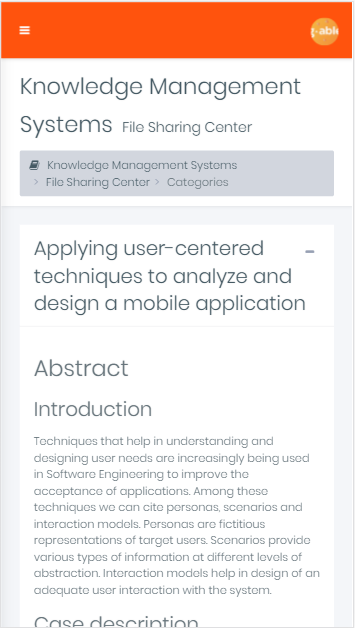 g-able
Knowledge Management
Systems File Sharing Center
Knowledge Management Systems
> File Sharing Center > Categories
Applying user-centered
techniques to analyze and
design a mobile application
Abstract
Introduction
Techniques that help in understanding and
designing user needs are increasingly being used
in Software Engineering to improve the
acceptance of applications. Among these
techniques we can cite personas, scenarios and
interaction models. Personas are fictitious
representations of target users. Scenarios provide
various types of information at different levels of
abstraction. Interaction models help in design of an
adequate user interaction with the system.
Case description